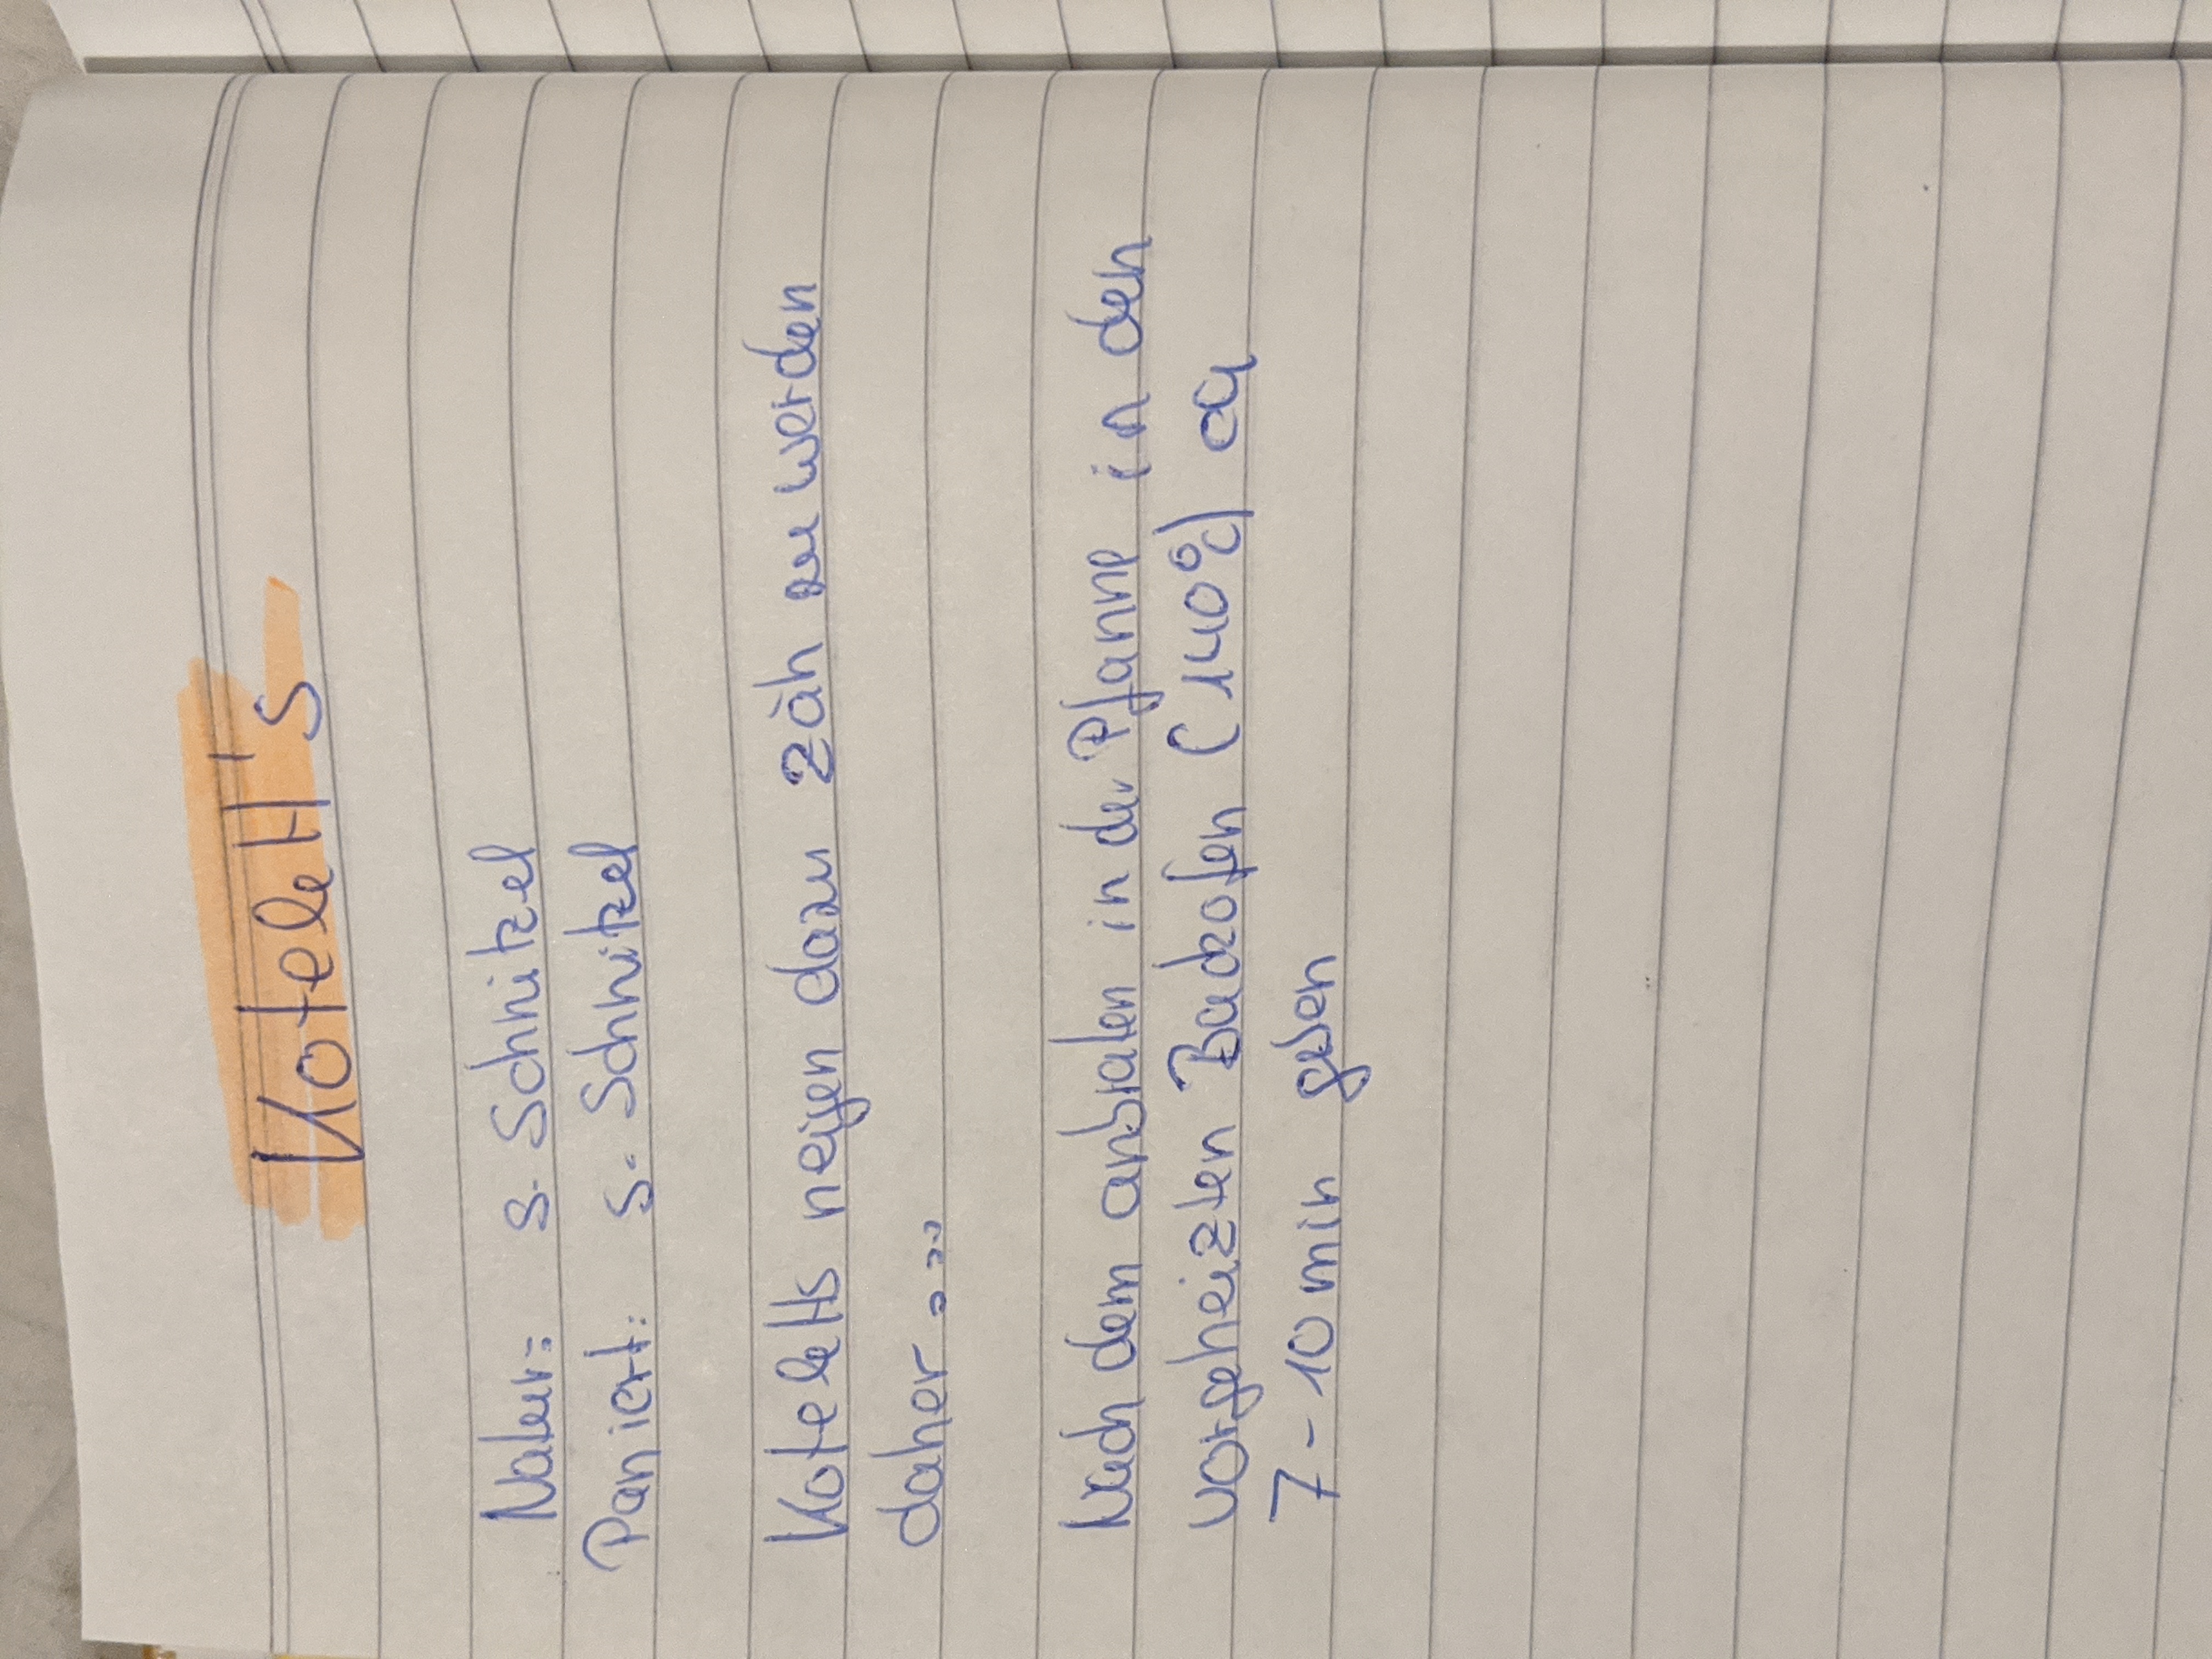 Kotelett's
Natur: s. Schnitzel
Paniert: s. Schnitzel
Koteletts neigen dazu zäh zu werden
daher....
Nach dem anbraten in der Pfanne in den
vorgeheizten Backofen (140°C) ca
7-10 min geben